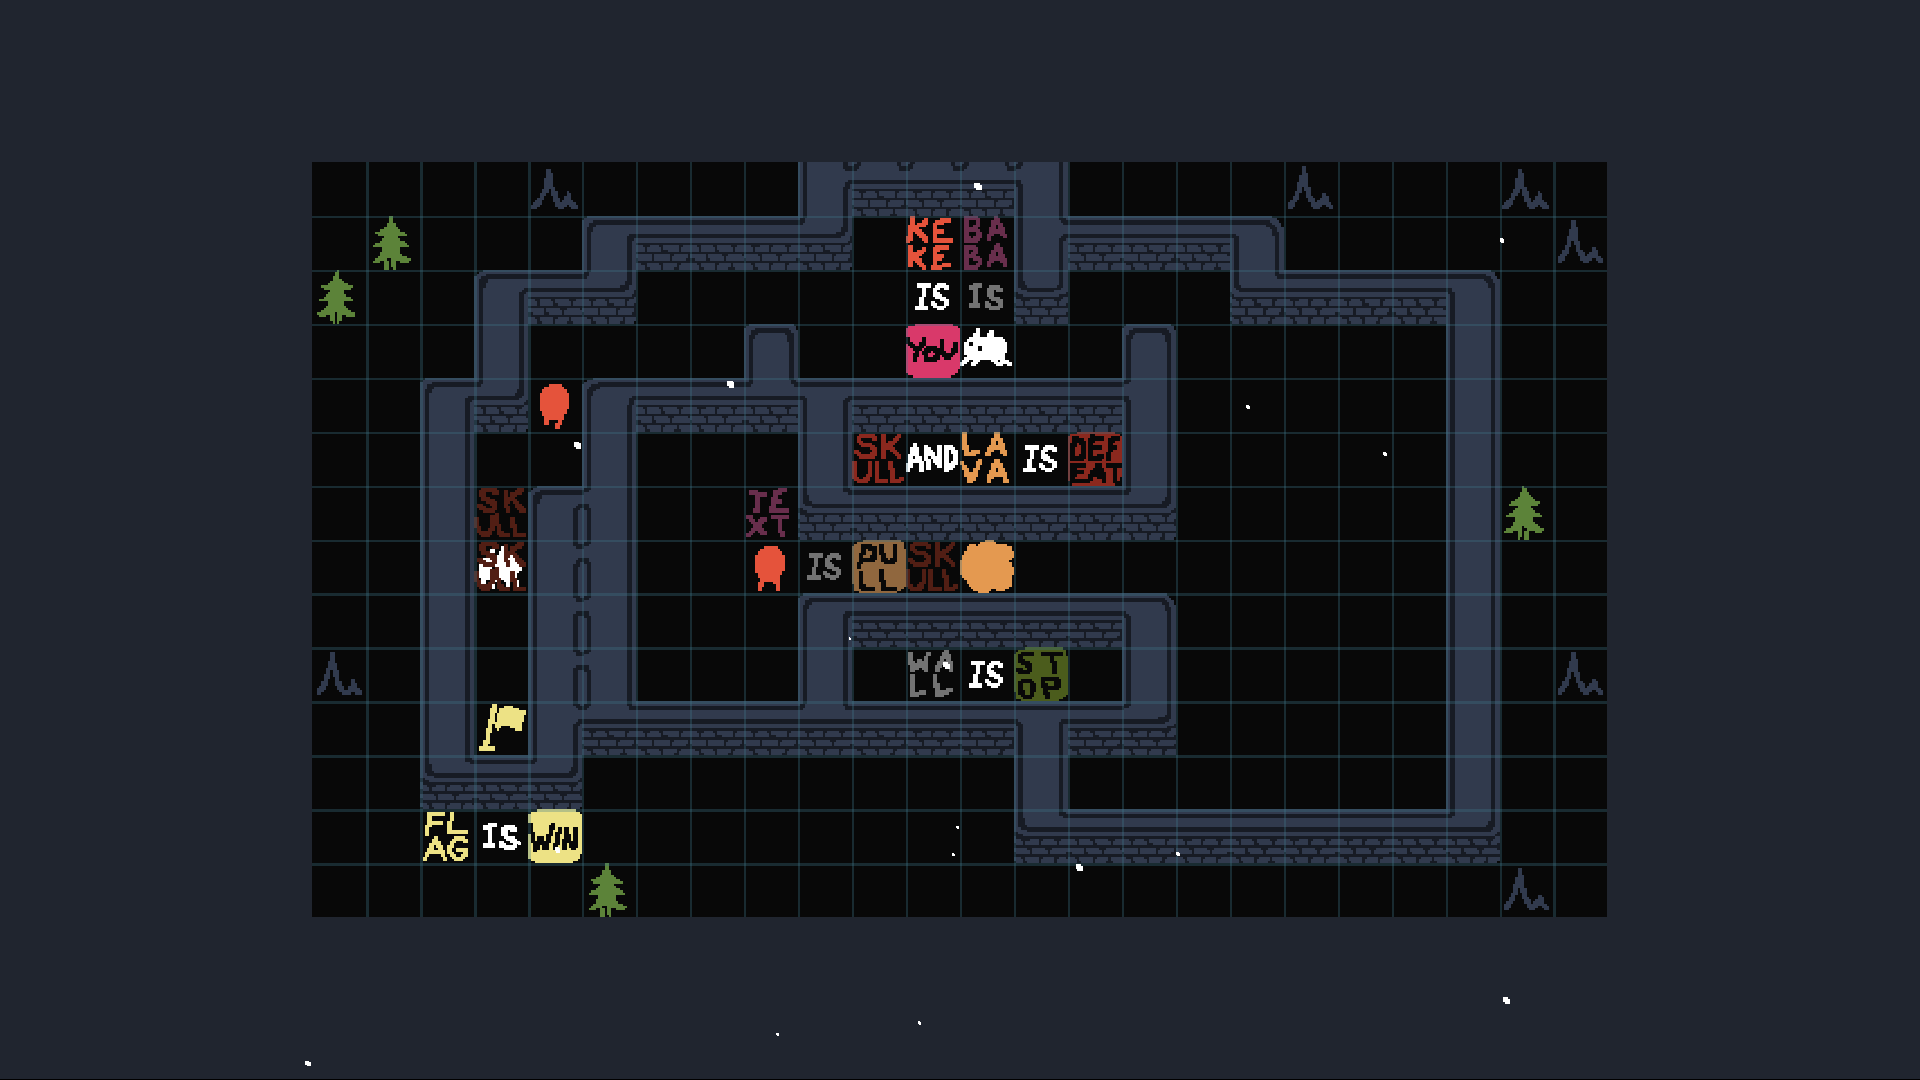 KEKE BABA
IS IS
YOU
SKULL AND LAVA IS DEFEAT
SKULL TEXT
SKULL IS PULL SKULL
WALL IS STOP
FLAG IS WIN